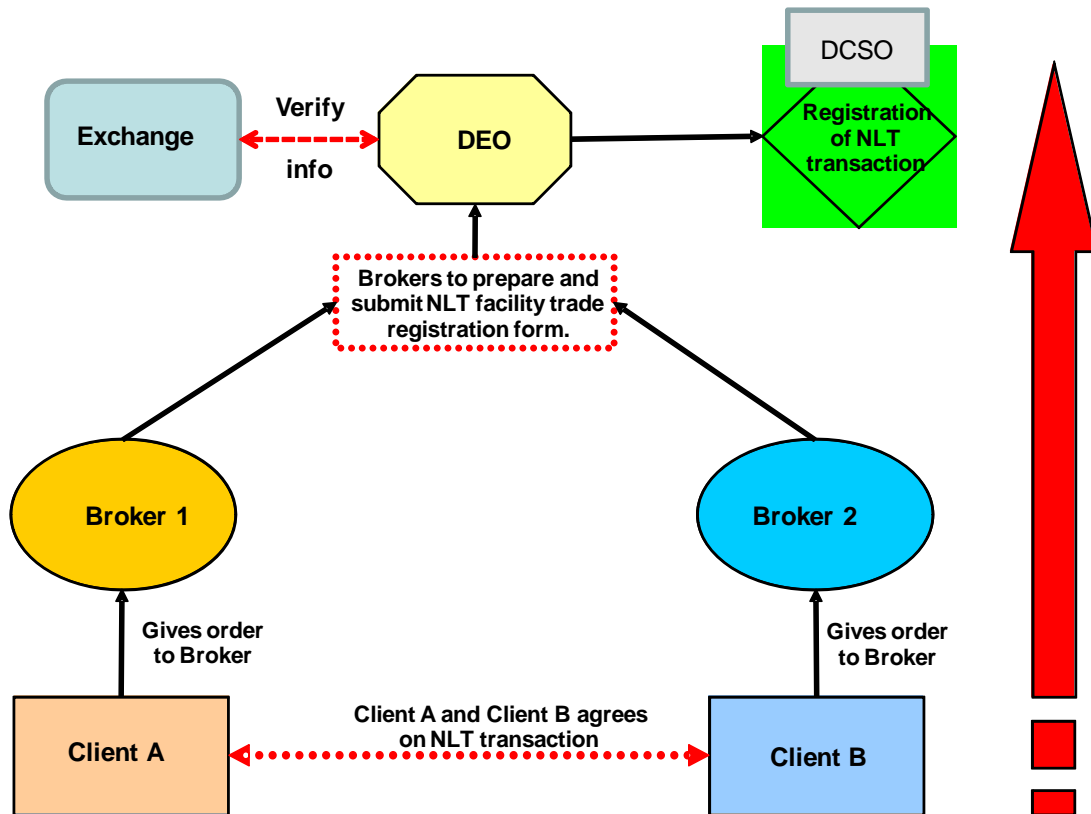 DCSO
Verify
Exchange
info
DEO
Registration
of NLT
transaction
Brokers to prepare and
submit NLT facility trade
registration form.
Broker 1
Broker 2
Gives order
to Broker
Gives order
to Broker
Client A and Client B agrees
on NLT transaction
Client A
Client B